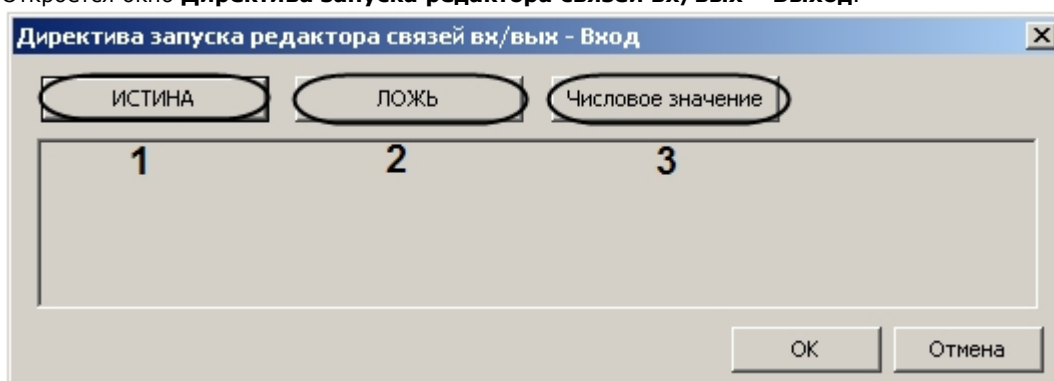 Откроется окно Директива запуска редактора связей вх/вых - Выход.
Директива запуска редактора связей вх/вых - Вход
ИСТИНА ЛОЖЬ Числовое значение
1 2 3
OK Отмена